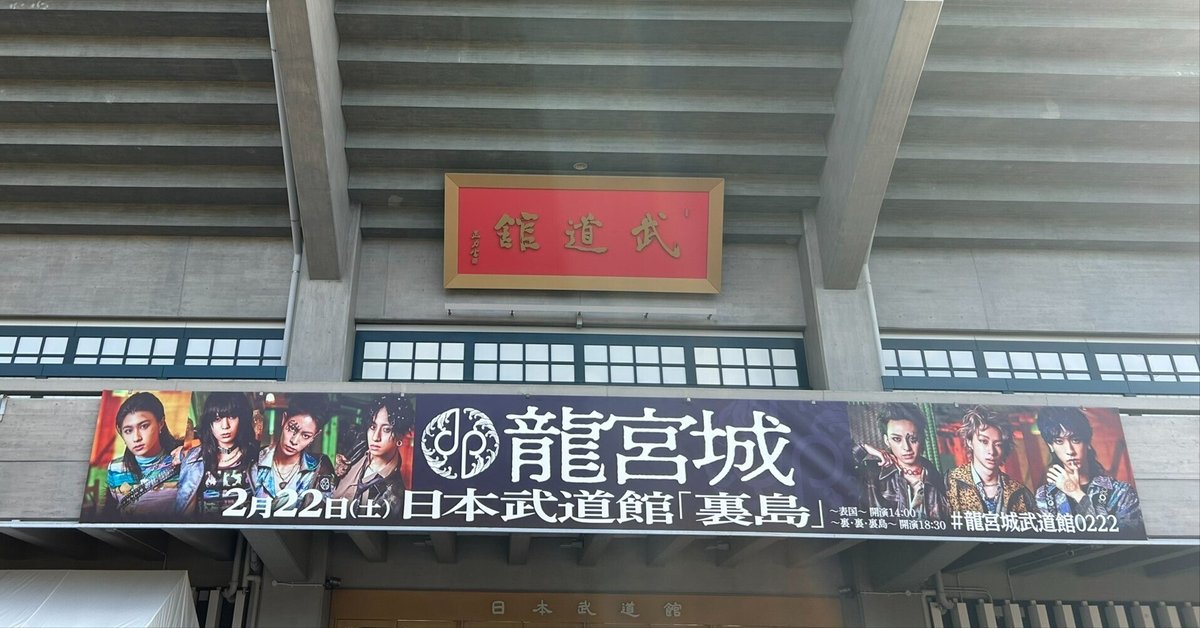 武道館
龍宮城
2月22日(土) 日本武道館「裏島」
～表国～ 開演14:00
～裏・裏・裏島～ 開演18:30
#龍宮城武道館0222
日本武道館